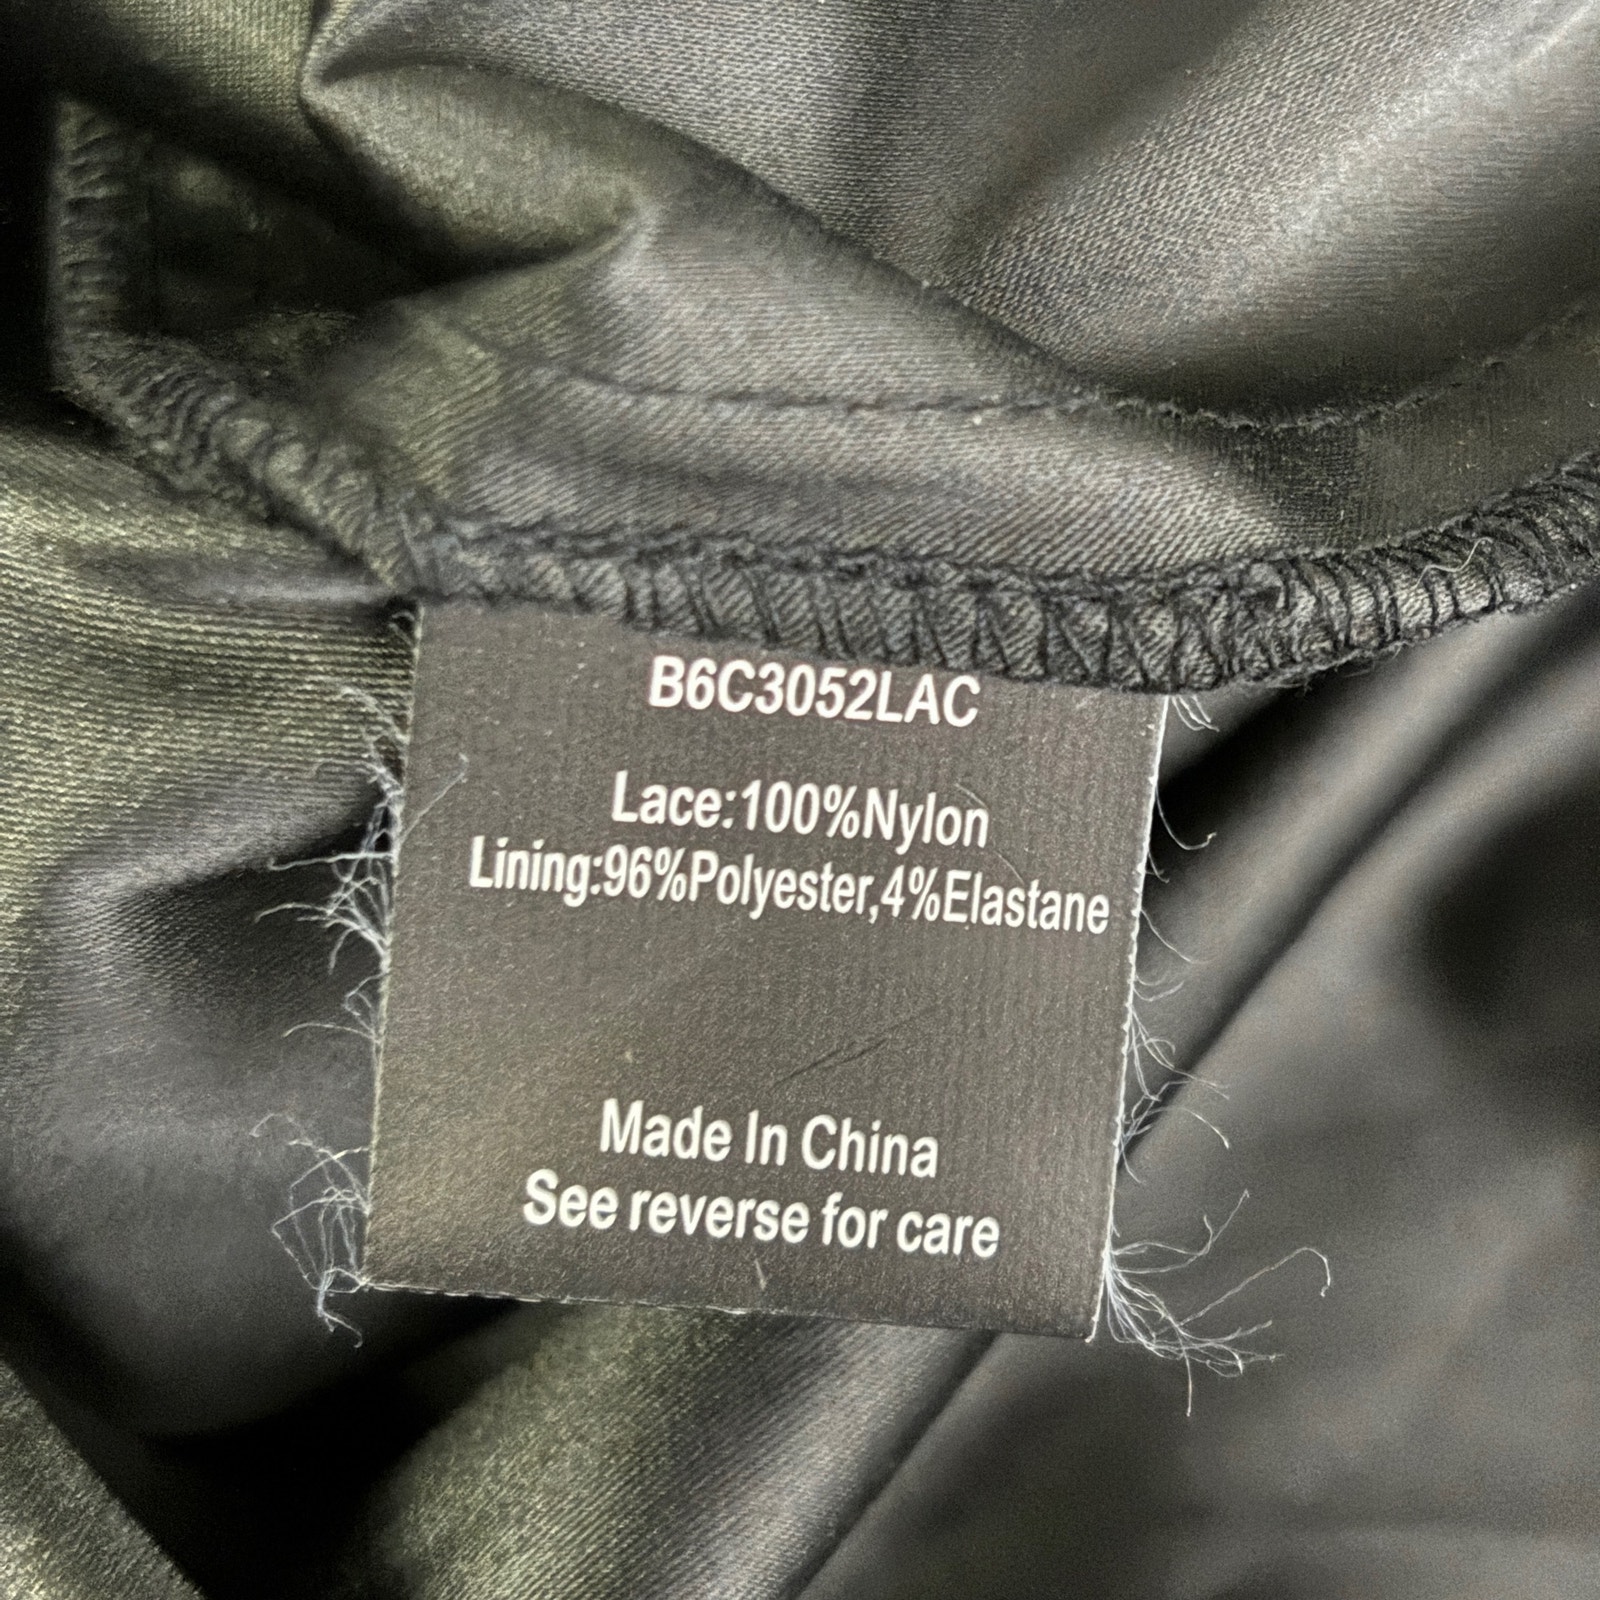 B6C3052LAC
Lace:100%Nylon
Lining:96%Polyester,4%Elastane
Made In China
See reverse for care